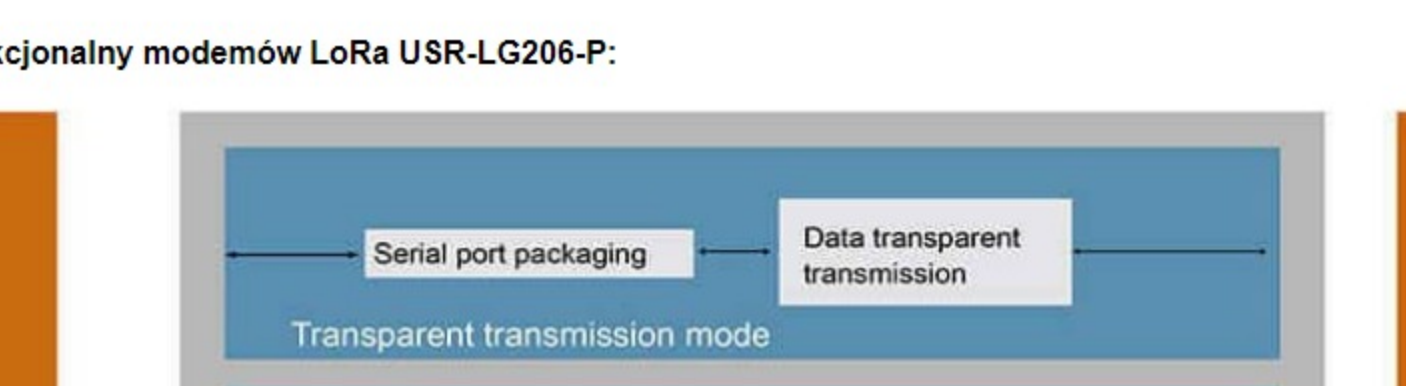 kcjonalny modemów LoRa USR-LG206-P:
Serial port packaging
Data transparent
transmission
Transparent transmission mode